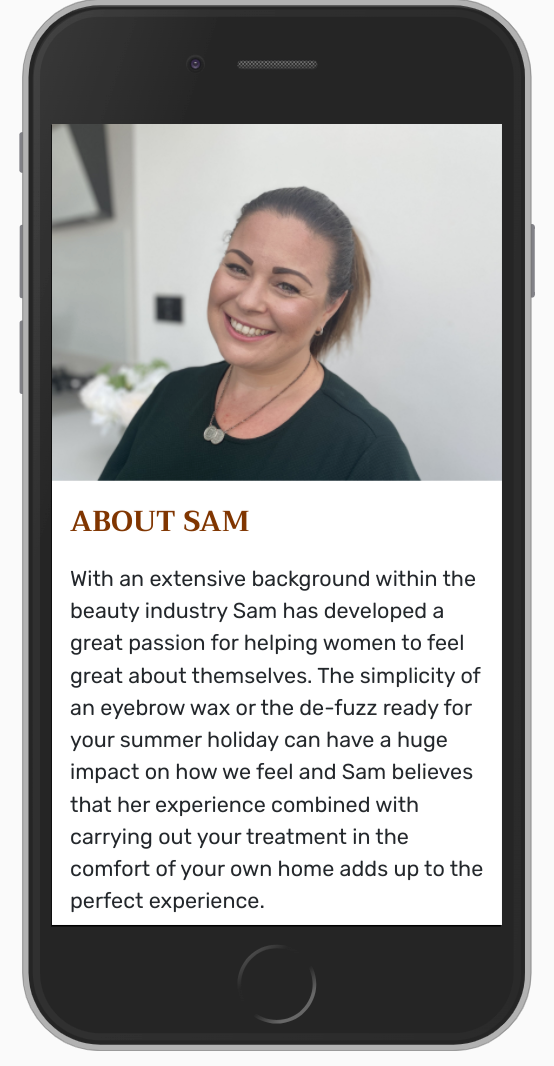 ABOUT SAM
With an extensive background within the
beauty industry Sam has developed a
great passion for helping women to feel
great about themselves. The simplicity of
an eyebrow wax or the de-fuzz ready for
your summer holiday can have a huge
impact on how we feel and Sam believes
that her experience combined with
carrying out your treatment in the
comfort of your own home adds up to the
perfect experience.